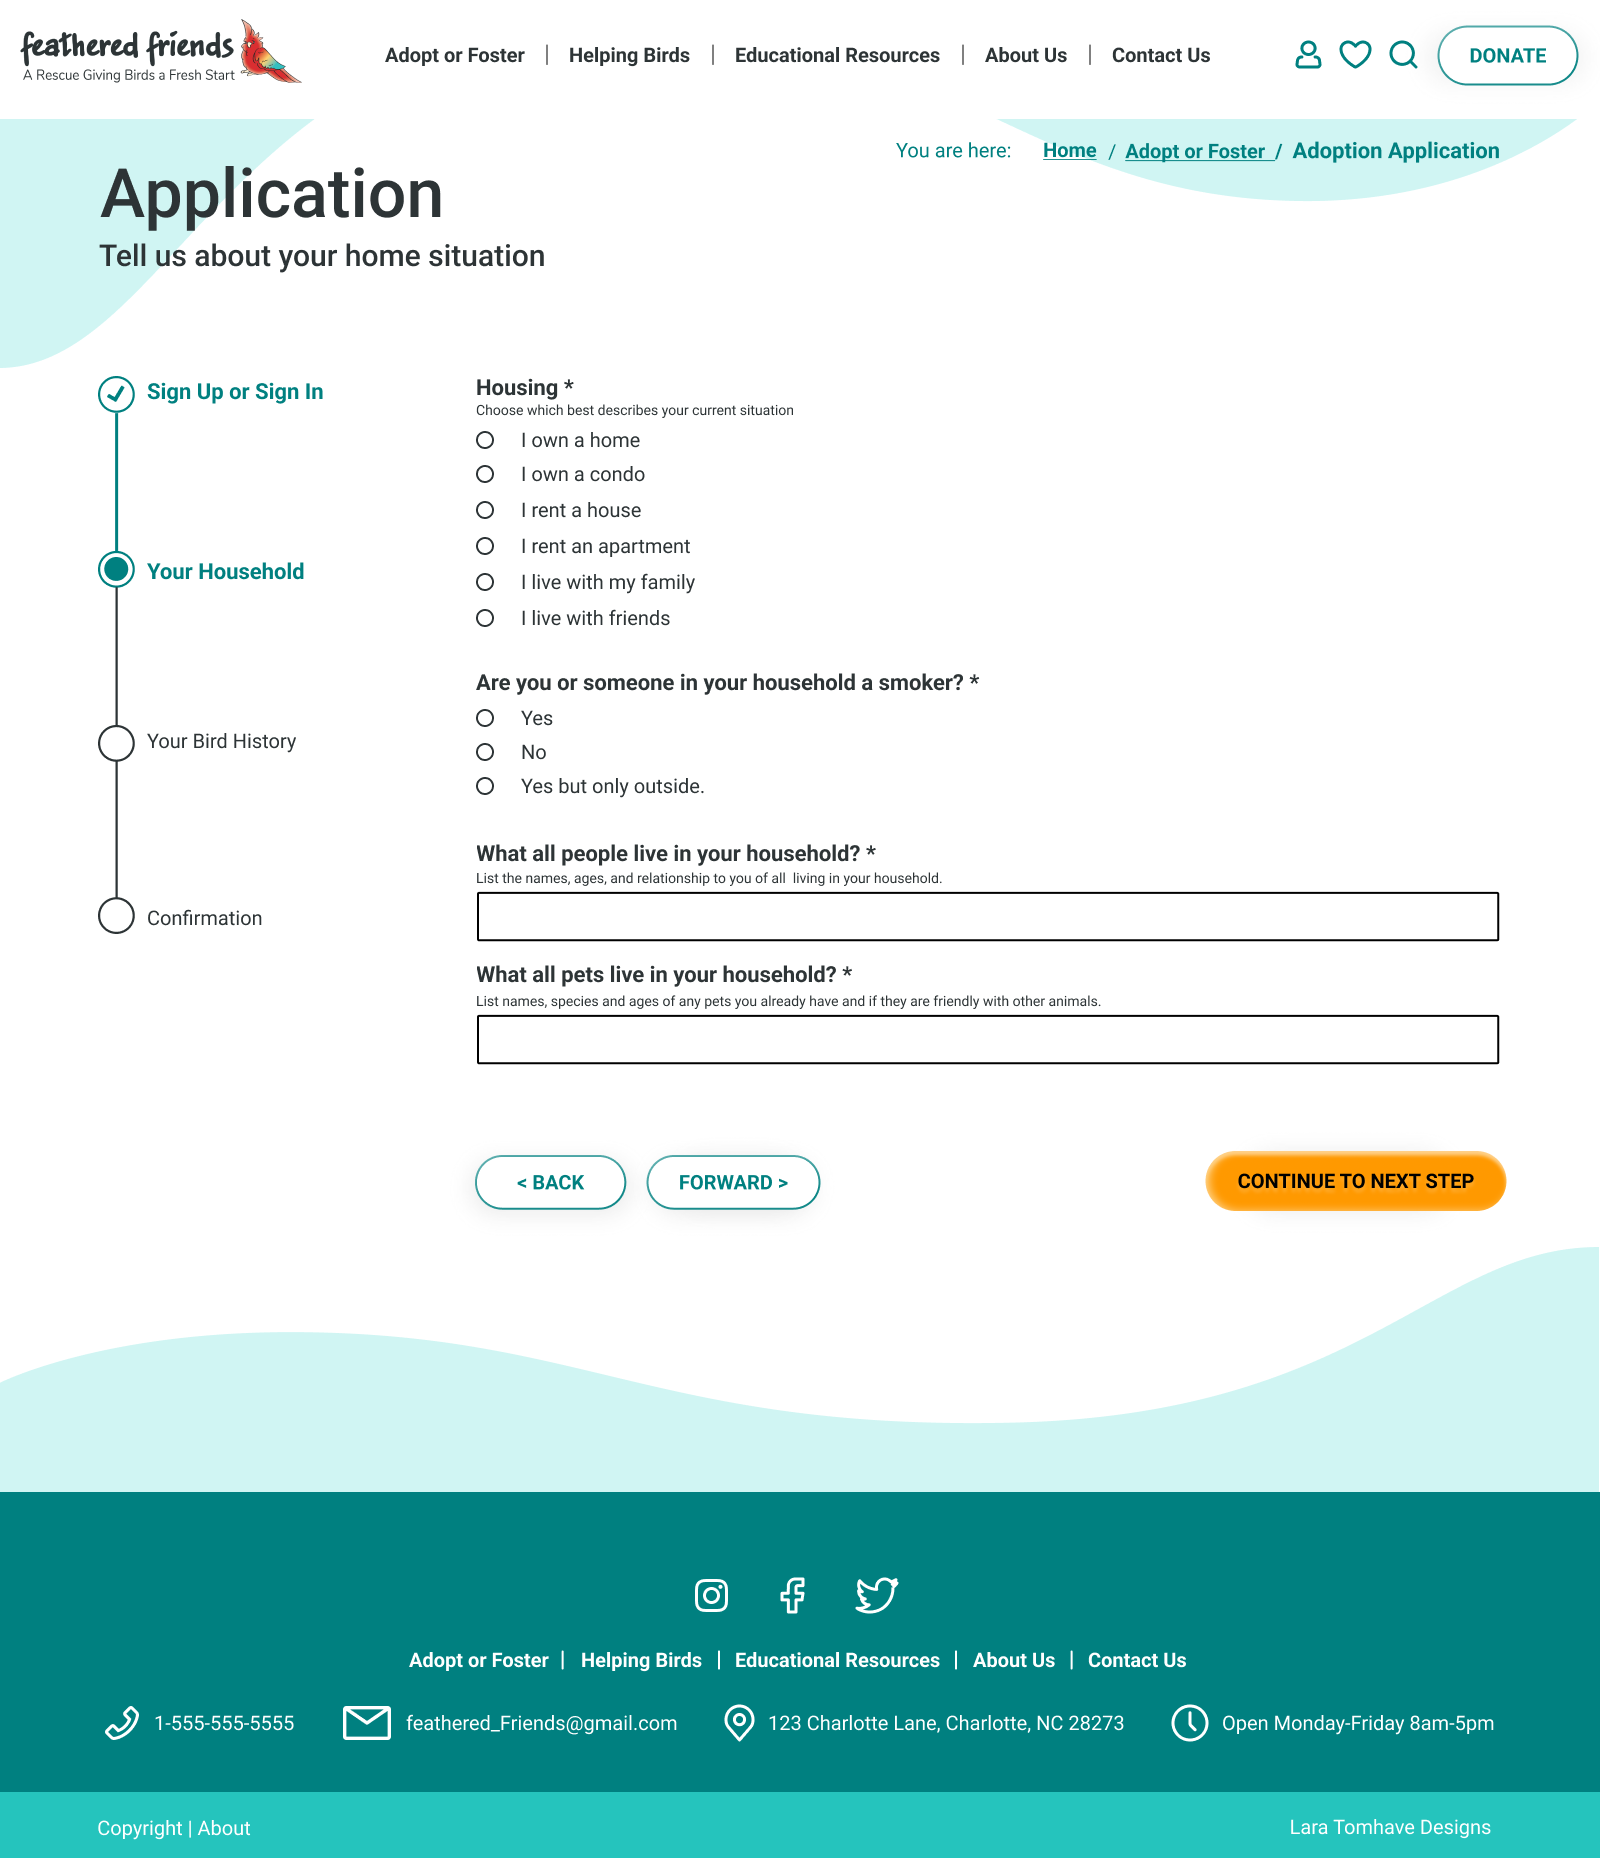 feathered friends
A Rescue Giving Birds a Fresh Start
Adopt or Foster | Helping Birds | Educational Resources | About Us | Contact Us
DONATE
You are here: Home / Adopt or Foster / Adoption Application
Application
Tell us about your home situation
Sign Up or Sign In
Your Household
Your Bird History
Confirmation
Housing *
Choose which best describes your current situation
I own a home
I own a condo
I rent a house
I rent an apartment
I live with my family
I live with friends
Are you or someone in your household a smoker? *
Yes
No
Yes but only outside.
What all people live in your household? *
List the names, ages, and relationship to you of all  living in your household.
What all pets live in your household? *
List names, species and ages of any pets you already have and if they are friendly with other animals.
< BACK
FORWARD >
CONTINUE TO NEXT STEP
Adopt or Foster | Helping Birds | Educational Resources | About Us | Contact Us
1-555-555-5555
feathered_Friends@gmail.com
123 Charlotte Lane, Charlotte, NC 28273
Open Monday-Friday 8am-5pm
Copyright | About
Lara Tomhave Designs